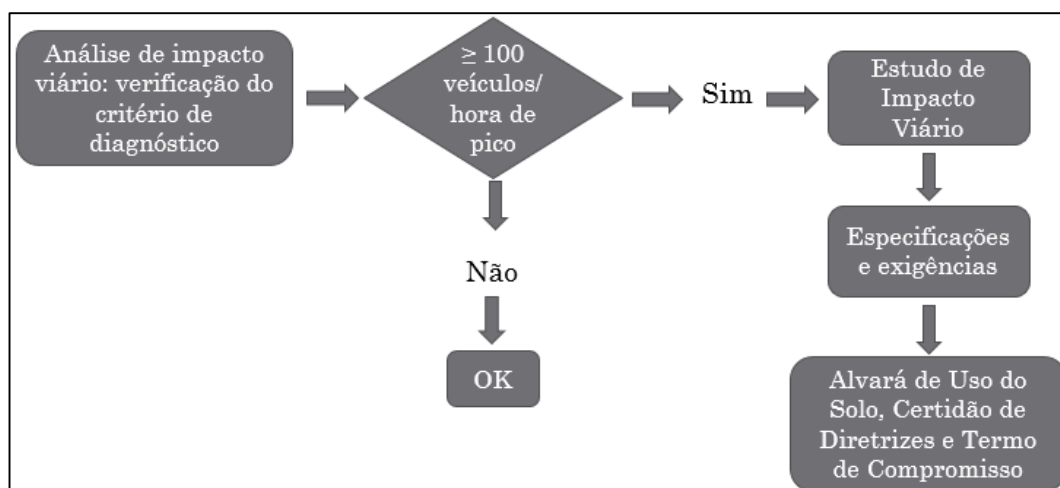 Análise de impacto
viário: verificação do
critério de
diagnóstico
≥ 100
veículos/
hora de
pico
Sim
Estudo de
Impacto
Viário
Especificações
e exigências
Alvará de Uso do
Solo, Certidão de
Diretrizes e Termo
de Compromisso
Não
OK